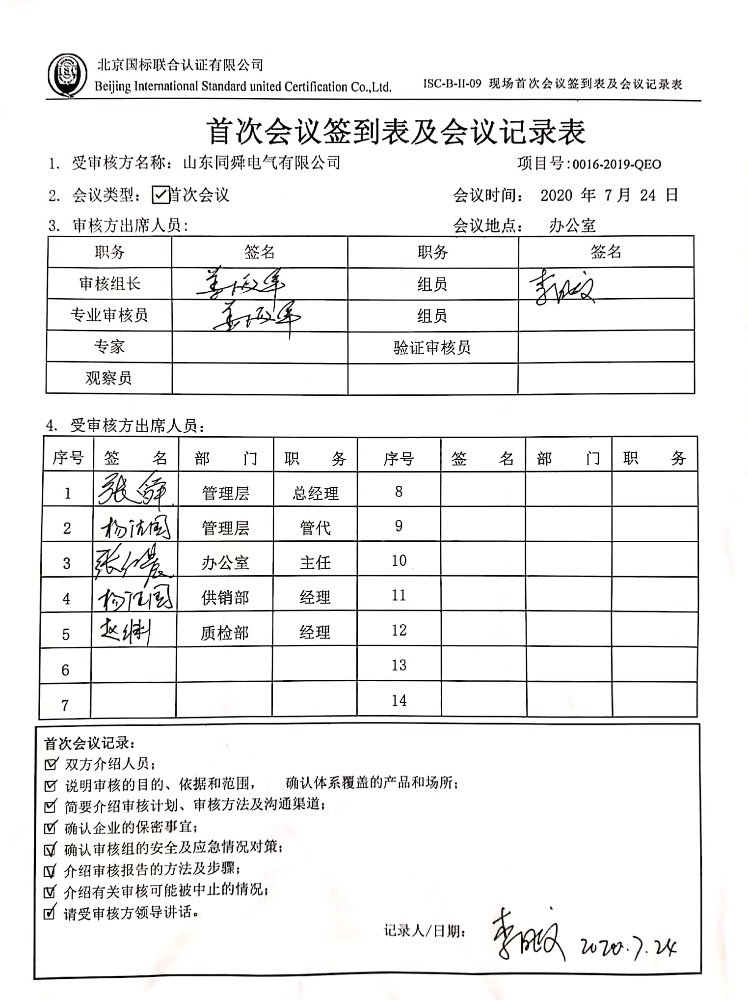 北京国标联合认证有限公司
Beijing International Standard united Certification Co.,Ltd. ISC-B-II-09 现场首次会议签到表及会议记录表
首次会议签到表及会议记录表
1. 受审核方名称：山东同舜电气有限公司 项目号:0016-2019-QEO
2. 会议类型：☑首次会议 会议时间： 2020 年 7月 24 日
3. 审核方出席人员： 会议地点： 办公室
职务 签名 职务 签名
审核组长 组员
专业审核员 组员
专家 验证审核员
观察员
4. 受审核方出席人员：
序号 签 名 部 门 职 务 序号 签 名 部 门 职 务
1 张舜 管理层 总经理 8
2 管理层 管代 9
3 办公室 主任 10
4 供销部 经理 11
5 质检部 经理 12
6 13
7 14
首次会议记录：
☑ 双方介绍人员；
☑ 说明审核的目的、依据和范围， 确认体系覆盖的产品和场所；
☑ 简要介绍审核计划、审核方法及沟通渠道；
☑ 确认企业的保密事宜；
☑ 确认审核组的安全及应急情况对策；
☑ 介绍审核报告的方法及步骤；
☑ 介绍有关审核可能被中止的情况；
☑ 请受审核方领导讲话。
记录人/日期： 2020.7.24